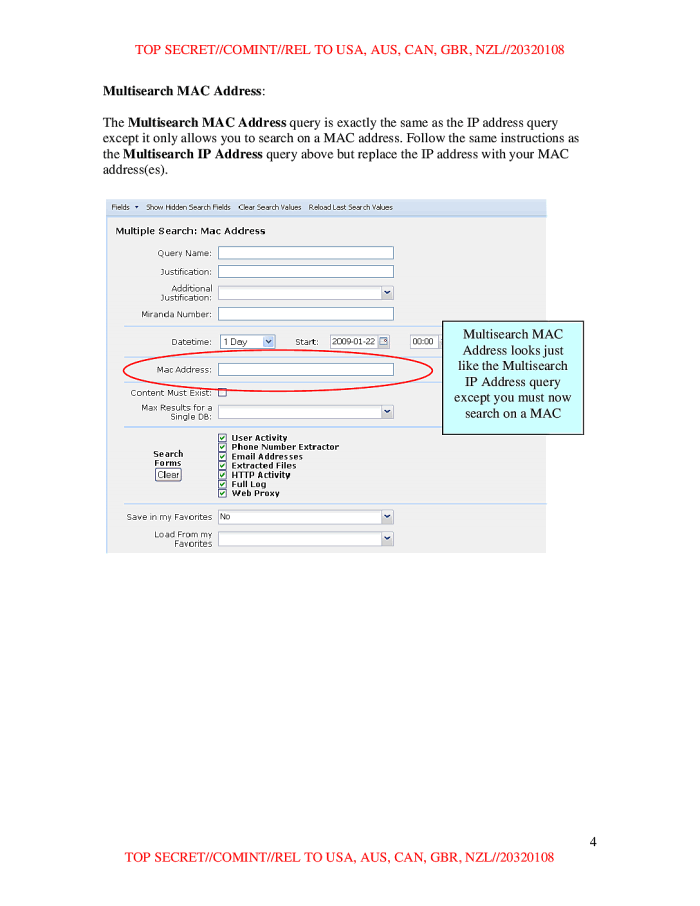 TOP SECRET//COMINT//REL TO USA, AUS, CAN, GBR, NZL//20320108
Multisearch MAC Address:
The Multisearch MAC Address query is exactly the same as the IP address query
except it only allows you to search on a MAC address. Follow the same instructions as
the Multisearch IP Address query above but replace the IP address with your MAC
address(es).
Fields Show Hidden Search Fields Clear Search Values Reload Last Search Values
Multiple Search: Mac Address
Query Name:
Justification:
Additional
Justification:
Miranda Number:
Datetime: 1 Day Start: 2009-01-22 00:00
Mac Address:
Content Must Exist:
Max Results for a
Single DB:
Multisearch MAC
Address looks just
like the Multisearch
IP Address query
except you must now
search on a MAC
Search
Forms
Clear
User Activity
Phone Number Extractor
Email Addresses
Extracted Files
HTTP Activity
Full Log
Web Proxy
Save in my Favorites No
Load From my
Favorites
4
TOP SECRET//COMINT//REL TO USA, AUS, CAN, GBR, NZL//20320108